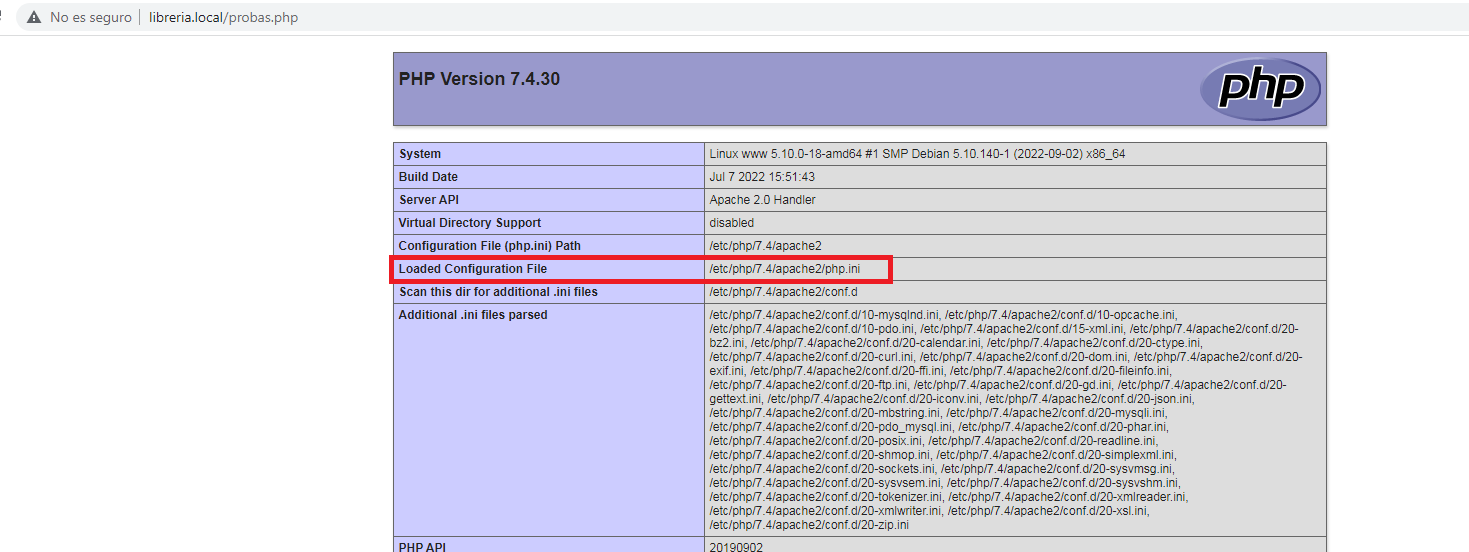 No es seguro | libreria.local/probas.php
PHP Version 7.4.30
php
System Linux www 5.10.0-18-amd64 #1 SMP Debian 5.10.140-1 (2022-09-02) x86_64
Build Date Jul 7 2022 15:51:43
Server API Apache 2.0 Handler
Virtual Directory Support disabled
Configuration File (php.ini) Path /etc/php/7.4/apache2
Loaded Configuration File /etc/php/7.4/apache2/php.ini
Scan this dir for additional .ini files /etc/php/7.4/apache2/conf.d
Additional .ini files parsed /etc/php/7.4/apache2/conf.d/10-mysqlnd.ini, /etc/php/7.4/apache2/conf.d/10-opcache.ini,
/etc/php/7.4/apache2/conf.d/10-pdo.ini, /etc/php/7.4/apache2/conf.d/15-xml.ini, /etc/php/7.4/apache2/conf.d/20-
bz2.ini, /etc/php/7.4/apache2/conf.d/20-calendar.ini, /etc/php/7.4/apache2/conf.d/20-ctype.ini,
/etc/php/7.4/apache2/conf.d/20-curl.ini, /etc/php/7.4/apache2/conf.d/20-dom.ini, /etc/php/7.4/apache2/conf.d/20-
exif.ini, /etc/php/7.4/apache2/conf.d/20-ffi.ini, /etc/php/7.4/apache2/conf.d/20-fileinfo.ini,
/etc/php/7.4/apache2/conf.d/20-ftp.ini, /etc/php/7.4/apache2/conf.d/20-gd.ini, /etc/php/7.4/apache2/conf.d/20-
gettext.ini, /etc/php/7.4/apache2/conf.d/20-iconv.ini, /etc/php/7.4/apache2/conf.d/20-json.ini,
/etc/php/7.4/apache2/conf.d/20-mbstring.ini, /etc/php/7.4/apache2/conf.d/20-mysqli.ini,
/etc/php/7.4/apache2/conf.d/20-pdo_mysql.ini, /etc/php/7.4/apache2/conf.d/20-phar.ini,
/etc/php/7.4/apache2/conf.d/20-posix.ini, /etc/php/7.4/apache2/conf.d/20-readline.ini,
/etc/php/7.4/apache2/conf.d/20-shmop.ini, /etc/php/7.4/apache2/conf.d/20-simplexml.ini,
/etc/php/7.4/apache2/conf.d/20-sockets.ini, /etc/php/7.4/apache2/conf.d/20-sysvmsg.ini,
/etc/php/7.4/apache2/conf.d/20-sysvsem.ini, /etc/php/7.4/apache2/conf.d/20-sysvshm.ini,
/etc/php/7.4/apache2/conf.d/20-tokenizer.ini, /etc/php/7.4/apache2/conf.d/20-xmlreader.ini,
/etc/php/7.4/apache2/conf.d/20-xmlwriter.ini, /etc/php/7.4/apache2/conf.d/20-xsl.ini,
/etc/php/7.4/apache2/conf.d/20-zip.ini
PHP API 20190902